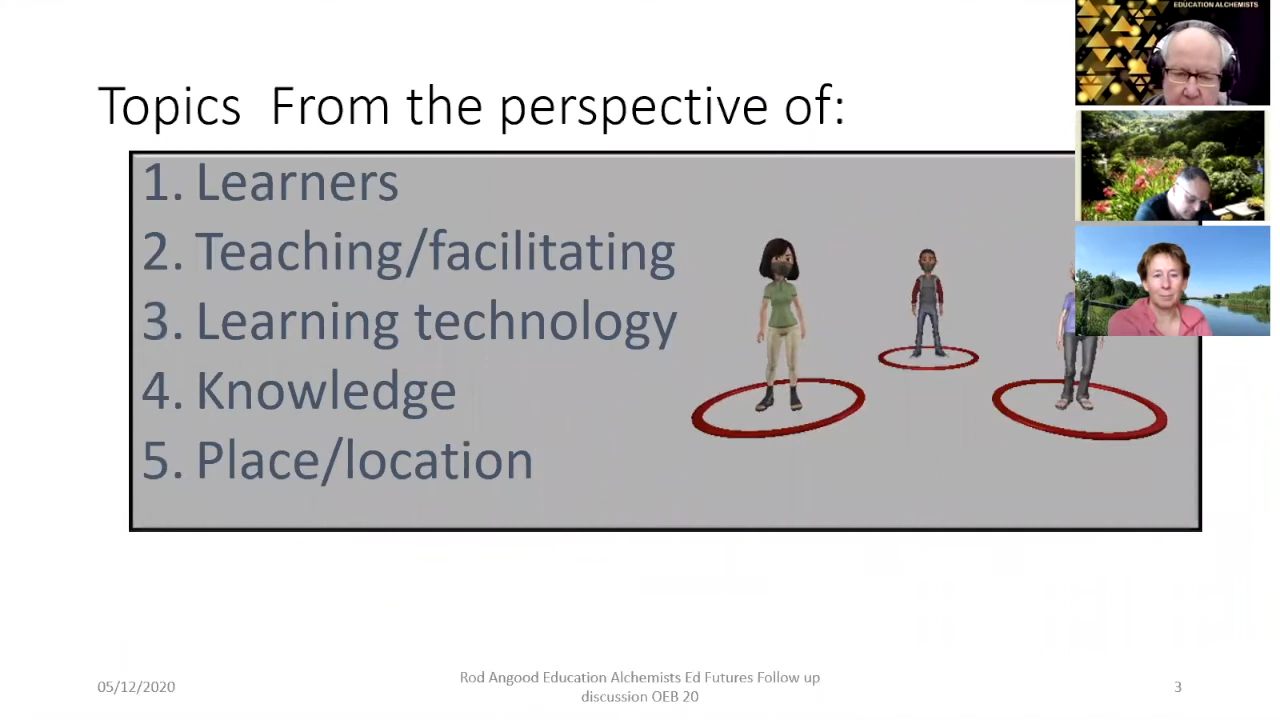 EDUCATION ALCHEMISTS
Topics  From the perspective of:
1. Learners
2. Teaching/facilitating
3. Learning technology
4. Knowledge
5. Place/location
05/12/2020
Rod Angood Education Alchemists Ed Futures Follow up
discussion OEB 20
3